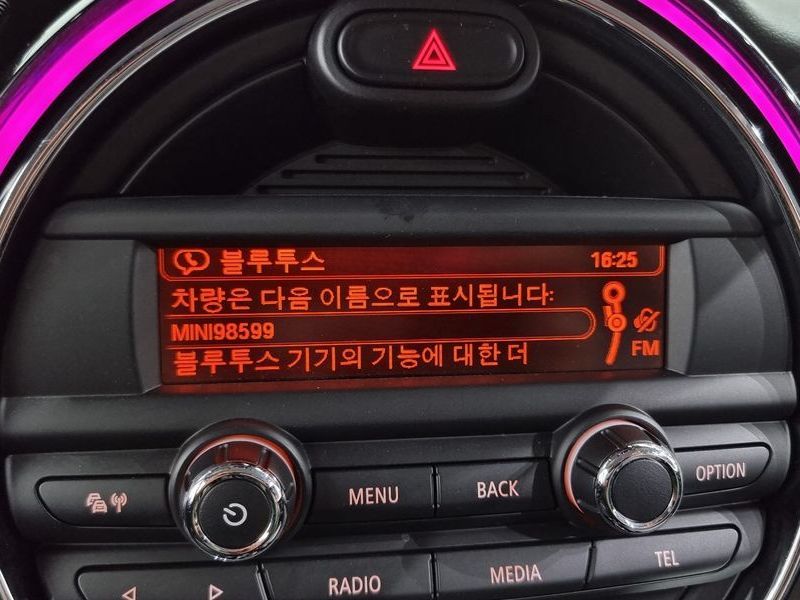 블루투스 16:25
차량은 다음 이름으로 표시됩니다:
MINI98599
블루투스 기기의 기능에 대한 더
FM
MENU BACK OPTION
RADIO MEDIA TEL